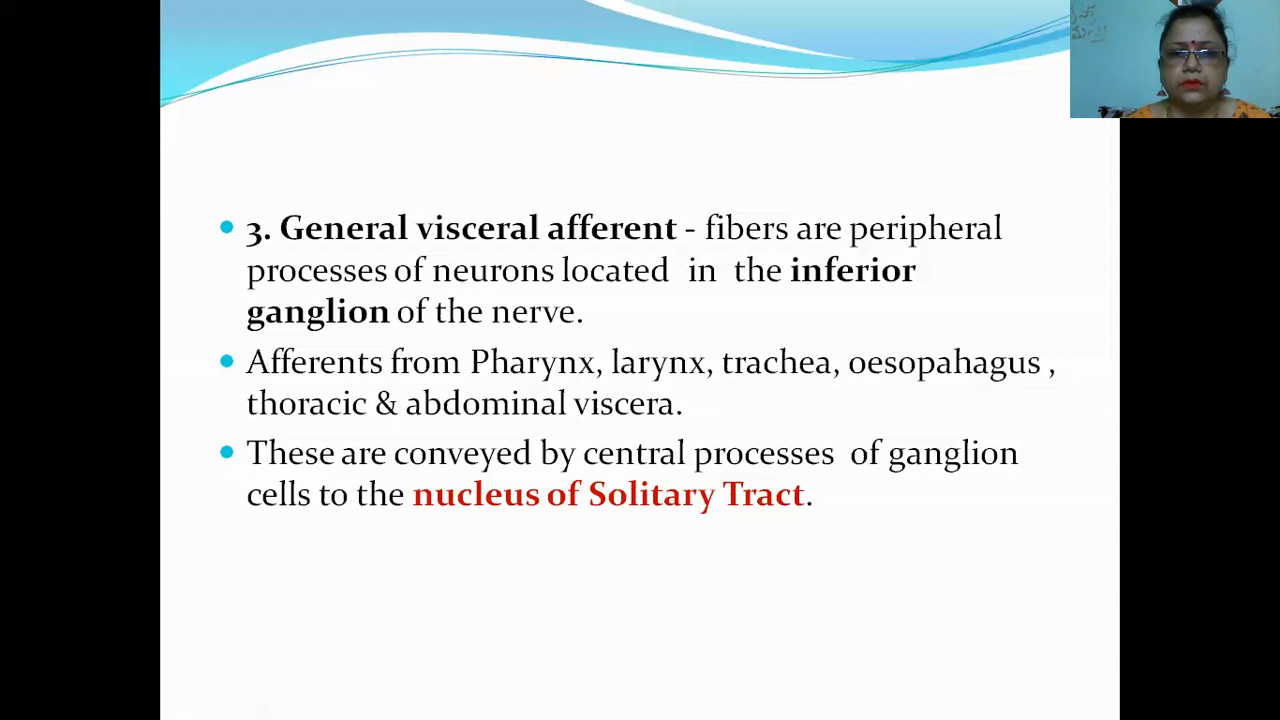 3. General visceral afferent - fibers are peripheral
processes of neurons located in the inferior
ganglion of the nerve.
Afferents from Pharynx, larynx, trachea, oesopahagus ,
thoracic & abdominal viscera.
These are conveyed by central processes of ganglion
cells to the nucleus of Solitary Tract.